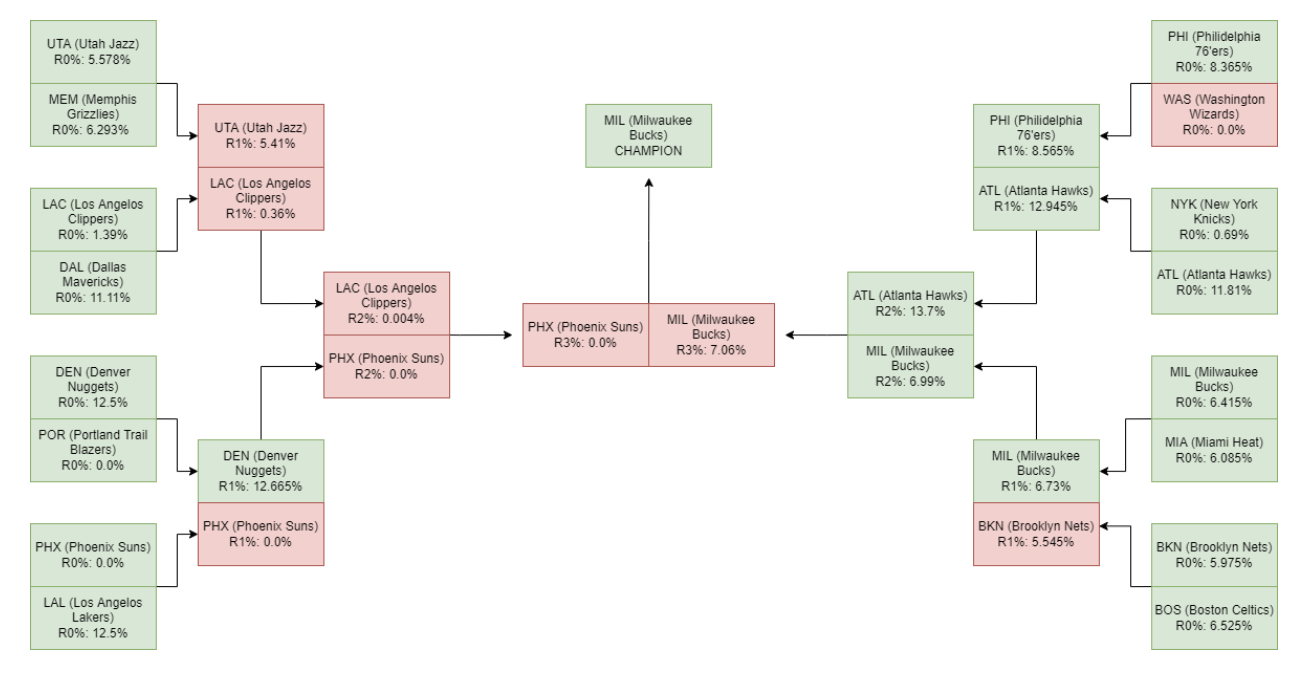 UTA (Utah Jazz)
R0%: 5.578%
MEM (Memphis
Grizzlies)
R0%: 6.293%
LAC (Los Angelos
Clippers)
R0%: 1.39%
DAL (Dallas
Mavericks)
R0%: 11.11%
DEN (Denver
Nuggets)
R0%: 12.5%
POR (Portland Trail
Blazers)
R0%: 0.0%
PHX (Phoenix Suns)
R0%: 0.0%
LAL (Los Angelos
Lakers)
R0%: 12.5%
UTA (Utah Jazz)
R1%: 5.41%
LAC (Los Angelos
Clippers)
R1%: 0.36%
DEN (Denver
Nuggets)
R1%: 12.665%
PHX (Phoenix Suns)
R1%: 0.0%
LAC (Los Angelos
Clippers)
R2%: 0.004%
PHX (Phoenix Suns)
R2%: 0.0%
MIL (Milwaukee
Bucks)
CHAMPION
PHX (Phoenix Suns)
R3%: 0.0%
MIL (Milwaukee
Bucks)
R3%: 7.06%
ATL (Atlanta Hawks)
R2%: 13.7%
MIL (Milwaukee
Bucks)
R2%: 6.99%
PHI (Philidelphia
76'ers)
R1%: 8.565%
ATL (Atlanta Hawks)
R1%: 12.945%
MIL (Milwaukee
Bucks)
R1%: 6.73%
BKN (Brooklyn Nets)
R1%: 5.545%
PHI (Philidelphia
76'ers)
R0%: 8.365%
WAS (Washington
Wizards)
R0%: 0.0%
NYK (New York
Knicks)
R0%: 0.69%
ATL (Atlanta Hawks)
R0%: 11.81%
MIL (Milwaukee
Bucks)
R0%: 6.415%
MIA (Miami Heat)
R0%: 6.085%
BKN (Brooklyn Nets)
R0%: 5.975%
BOS (Boston Celtics)
R0%: 6.525%